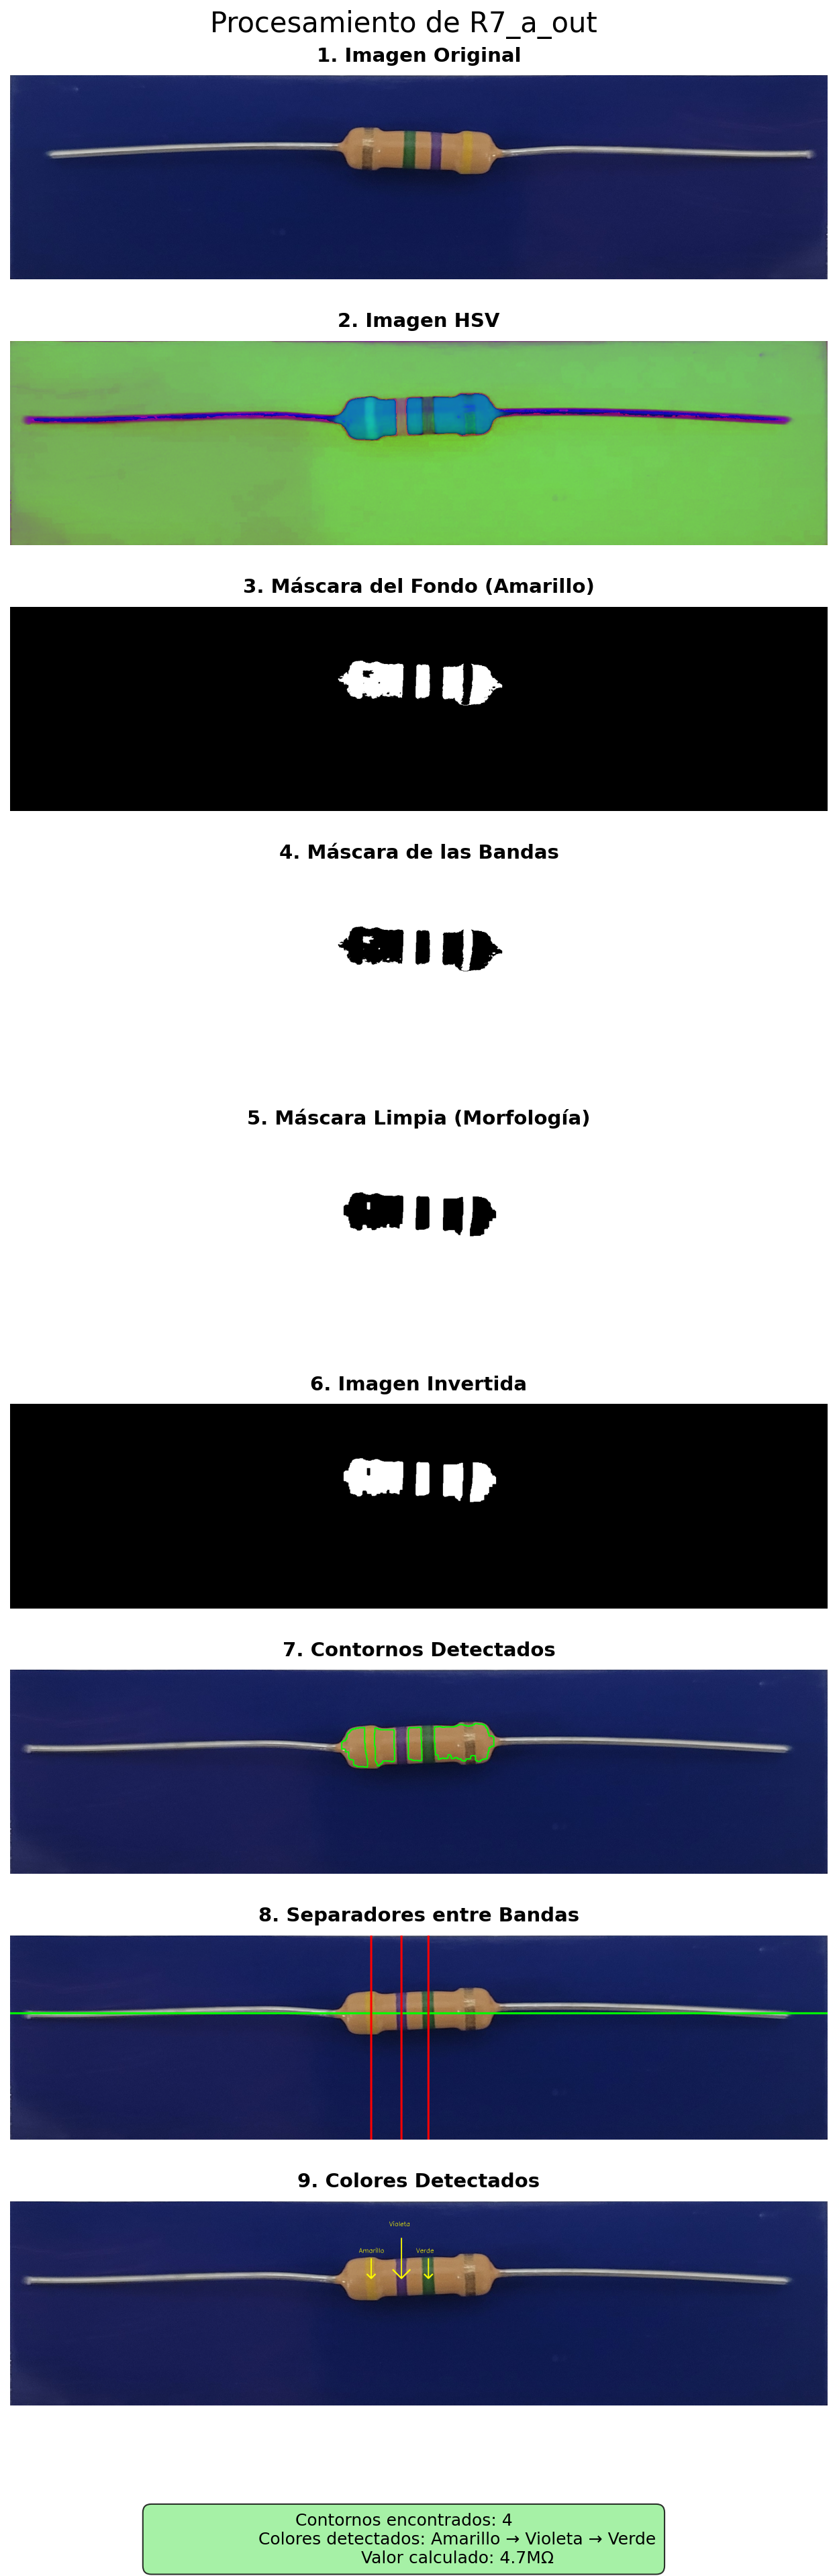 Procesamiento de R7_a_out
1. Imagen Original
2. Imagen HSV
3. Máscara del Fondo (Amarillo)
4. Máscara de las Bandas
5. Máscara Limpia (Morfología)
6. Imagen Invertida
7. Contornos Detectados
8. Separadores entre Bandas
9. Colores Detectados
Violeta
Amarillo Verde
Contornos encontrados: 4
Colores detectados: Amarillo → Violeta → Verde
Valor calculado: 4.7MΩ